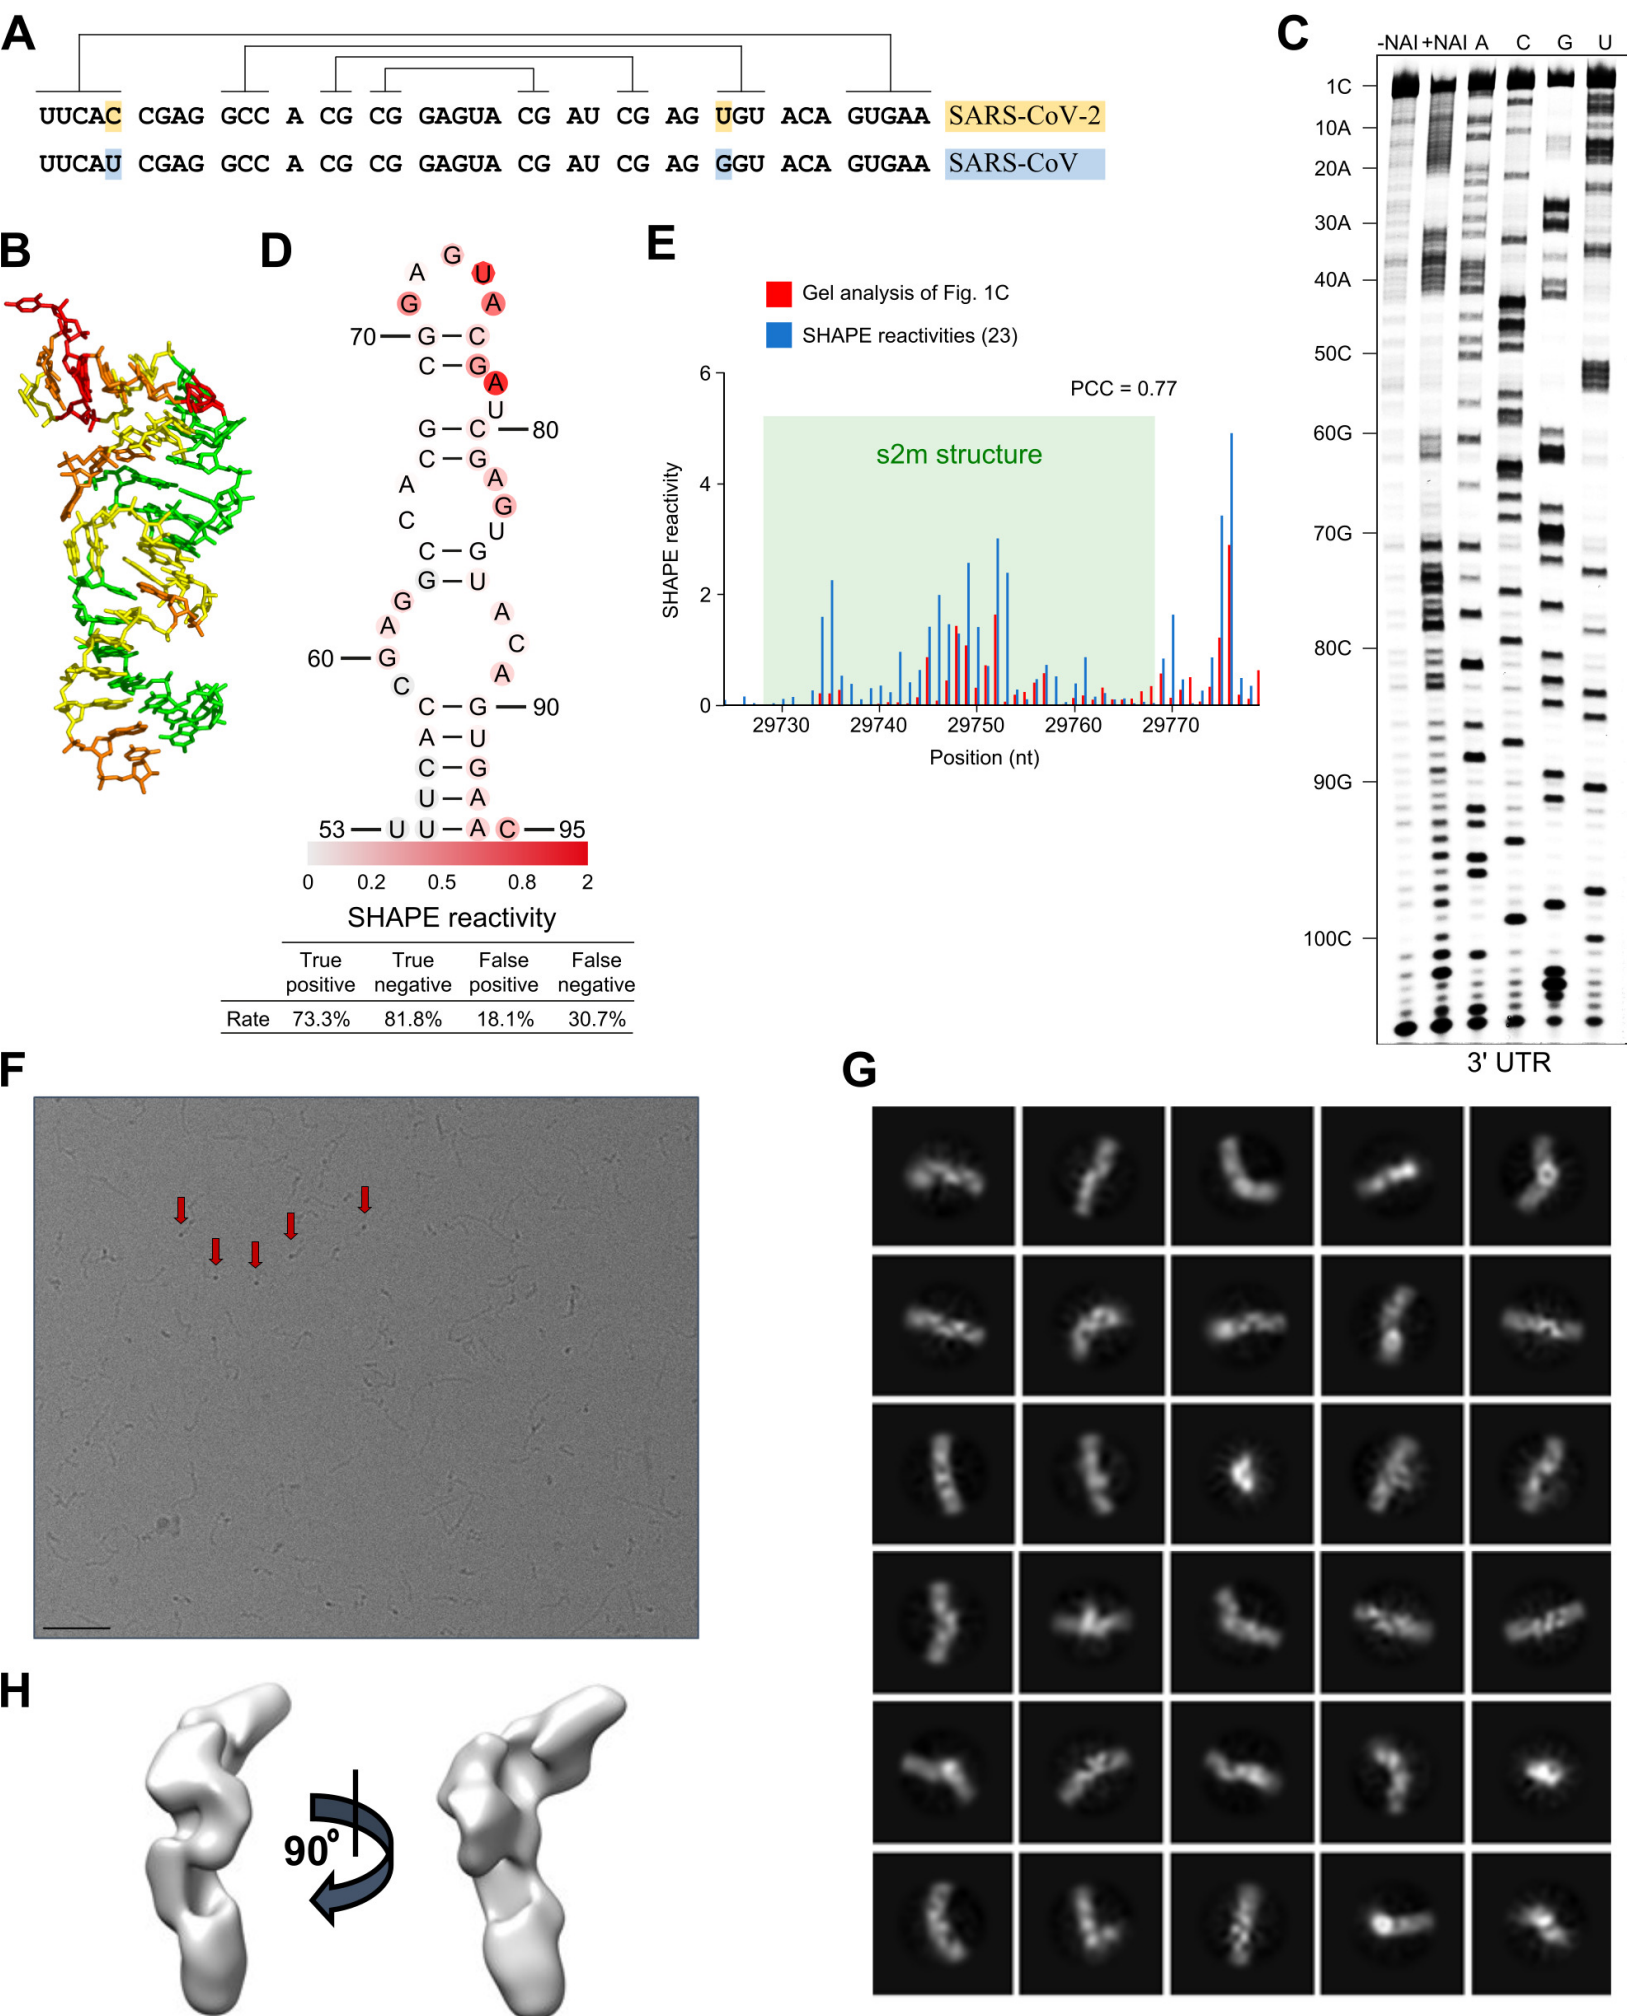 A
UUCAC CGAG GCC A CG CG GAGUA CG AU CG AG UGU ACA GUGAA SARS-CoV-2
UUCAU CGAG GCC A CG CG GAGUA CG AU CG AG GGU ACA GUGAA SARS-CoV
B
C
-NAI +NAI A C G U
1C
10A
20A
30A
40A
50C
60G
70G
80C
90G
100C
3' UTR
D
G
A U
G A
70 G C
C G
A
U
G C 80
C G
A A
G
C U
C G
G U
G A
A C
60 G A
C
C G 90
A U
C G
U A
53 U U A C 95
0 0.2 0.5 0.8 2
SHAPE reactivity
True positive True negative False positive False negative
Rate 73.3% 81.8% 18.1% 30.7%
E
Gel analysis of Fig. 1C
SHAPE reactivities (23)
PCC = 0.77
s2m structure
SHAPE reactivity
6
4
2
0
29730 29740 29750 29760 29770
Position (nt)
F
G
H
90°